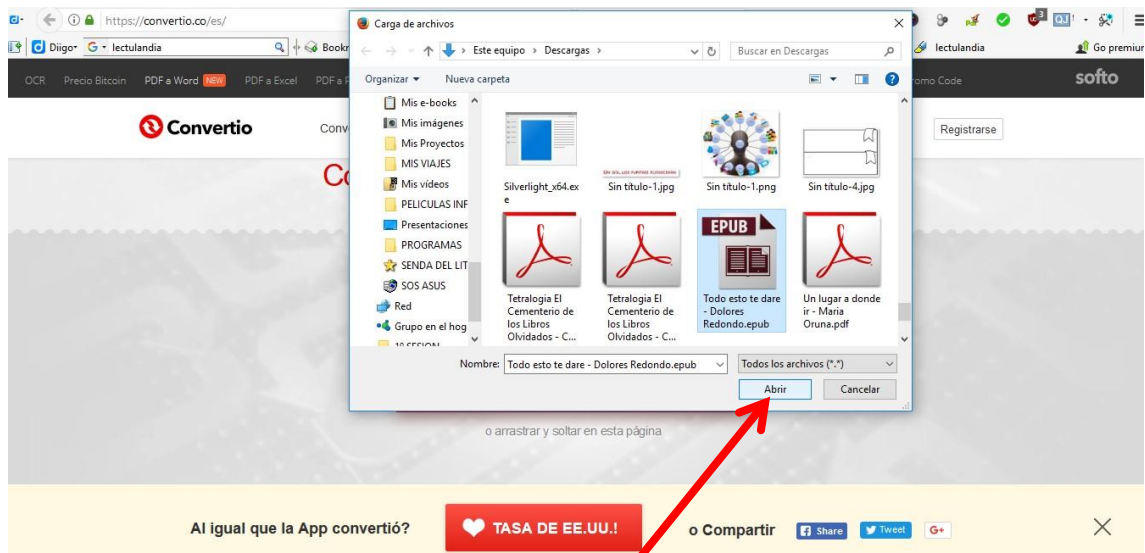 https://convertio.co/es/
Diigo
lectulandia
Bookr
lectulandia
Go premium
OCR Precio Bitcoin PDF a Word NEW PDF a Excel PDF a P
omo Code
softo
Convertio
Conv
Registrarse
Co
Carga de archivos
Este equipo > Descargas >
Buscar en Descargas
Organizar
Nueva carpeta
Mis e-books
Mis imágenes
Mis Proyectos
MIS VIAJES
Mis vídeos
PELICULAS INF
Presentaciones
PROGRAMAS
SENDA DEL LIT
SOS ASUS
Red
Grupo en el hog
Silverlight_x64.ex
e
Sin título-1.jpg
Sin título-1.png
Sin título-4.jpg
EPUB
Tetralogia El
Cementerio de
los Libros
Olvidados - C...
Tetralogia El
Cementerio de
los Libros
Olvidados - C...
Todo esto te dare
- Dolores
Redondo.epub
Un lugar a donde
ir - Maria
Oruna.pdf
Nombre: Todo esto te dare - Dolores Redondo.epub
Todos los archivos (*.*)
Abrir
Cancelar
o arrastrar y soltar en esta página
Al igual que la App convertió?
TASA DE EE.UU.!
o Compartir
Share
Tweet
G+